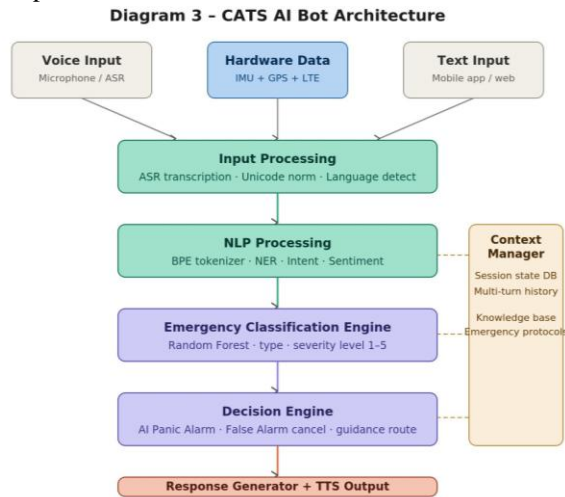 Diagram 3 – CATS AI Bot Architecture
Voice Input
Microphone / ASR
Hardware Data
IMU + GPS + LTE
Text Input
Mobile app / web
Input Processing
ASR transcription · Unicode norm · Language detect
NLP Processing
BPE tokenizer · NER · Intent · Sentiment
Context
Manager
Session state DB
Multi-turn history
Knowledge base
Emergency protocols
Emergency Classification Engine
Random Forest · type · severity level 1–5
Decision Engine
AI Panic Alarm · False Alarm cancel · guidance route
Response Generator + TTS Output